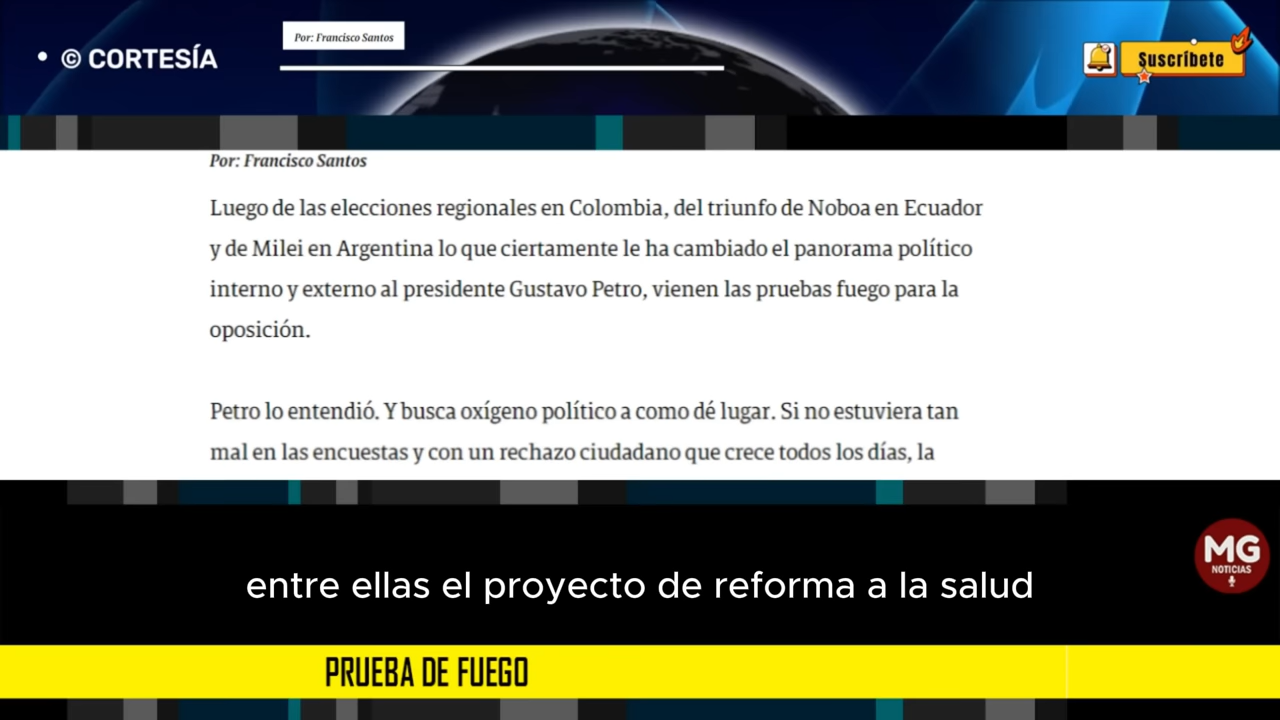 Por: Francisco Santos
• © CORTESÍA
Suscríbete
Por: Francisco Santos
Luego de las elecciones regionales en Colombia, del triunfo de Noboa en Ecuador
y de Milei en Argentina lo que ciertamente le ha cambiado el panorama político
interno y externo al presidente Gustavo Petro, vienen las pruebas fuego para la
oposición.
Petro lo entendió. Y busca oxígeno político a como dé lugar. Si no estuviera tan
mal en las encuestas y con un rechazo ciudadano que crece todos los días, la
MG
NOTICIAS
entre ellas el proyecto de reforma a la salud
PRUEBA DE FUEGO